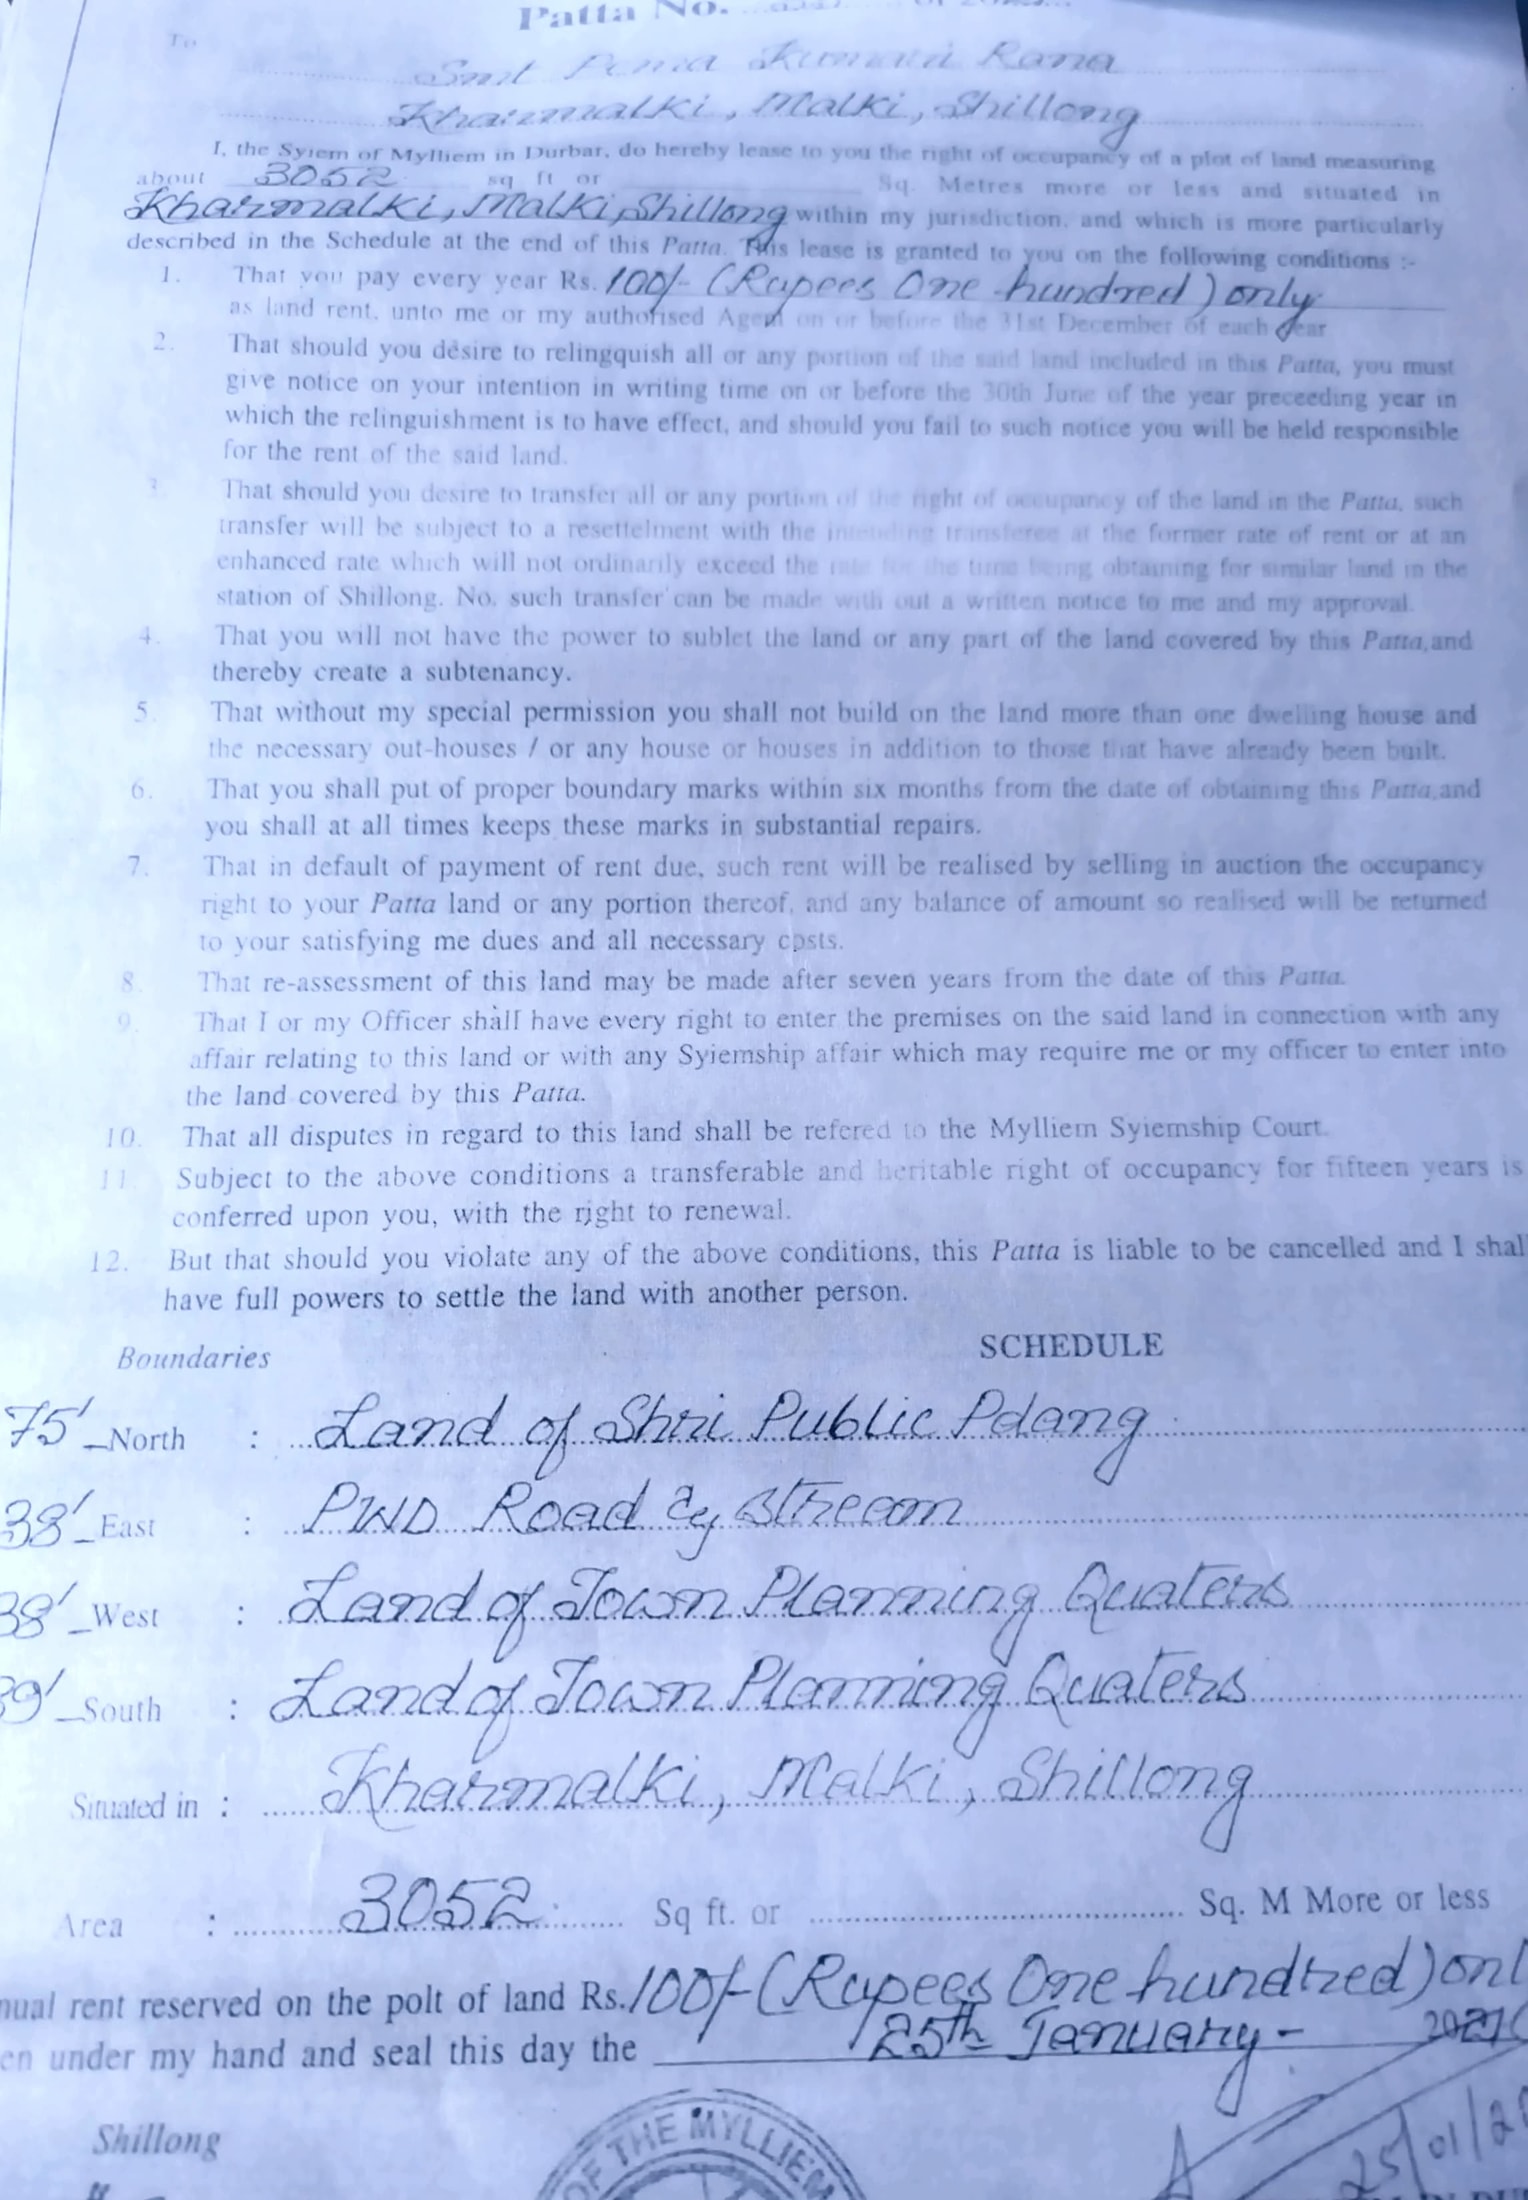 Patta No.
To
Smt Kumari Rana
Kharmalki, Malki, Shillong
I, the Syiem of Mylliem in Durbar, do hereby lease to you the right of occupancy of a plot of land measuring
about 3052 sq ft or Sq. Metres more or less and situated in
Kharmalki, Malki, Shillong within my jurisdiction, and which is more particularly
described in the Schedule at the end of this Patta. This lease is granted to you on the following conditions :-
1. That you pay every year Rs. 100/- (Rupees One hundred) only
as land rent, unto me or my authorised Agent on or before the 31st December of each year
2. That should you desire to relingquish all or any portion of the said land included in this Patta, you must
give notice on your intention in writing time on or before the 30th June of the year preceeding year in
which the relinguishment is to have effect, and should you fail to such notice you will be held responsible
for the rent of the said land.
3. That should you desire to transfer all or any portion of the right of occupancy of the land in the Patta, such
transfer will be subject to a resettelment with the intending transferee at the former rate of rent or at an
enhanced rate which will not ordinarily exceed the rate for the time being obtaining for similar land in the
station of Shillong. No, such transfer can be made with out a written notice to me and my approval.
4. That you will not have the power to sublet the land or any part of the land covered by this Patta, and
thereby create a subtenancy.
5. That without my special permission you shall not build on the land more than one dwelling house and
the necessary out-houses / or any house or houses in addition to those that have already been built.
6. That you shall put of proper boundary marks within six months from the date of obtaining this Patta, and
you shall at all times keeps these marks in substantial repairs.
7. That in default of payment of rent due, such rent will be realised by selling in auction the occupancy
right to your Patta land or any portion thereof, and any balance of amount so realised will be returned
to your satisfying me dues and all necessary costs.
8. That re-assessment of this land may be made after seven years from the date of this Patta.
9. That I or my Officer shall have every right to enter the premises on the said land in connection with any
affair relating to this land or with any Syiemship affair which may require me or my officer to enter into
the land covered by this Patta.
10. That all disputes in regard to this land shall be refered to the Mylliem Syiemship Court.
11. Subject to the above conditions a transferable and heritable right of occupancy for fifteen years is
conferred upon you, with the right to renewal.
12. But that should you violate any of the above conditions, this Patta is liable to be cancelled and I shall
have full powers to settle the land with another person.
Boundaries SCHEDULE
75' North : Land of Shri Public Pdang
38' East : PWD Road Stream
38' West : Land of Town Planning Quaters
39' South : Land of Town Planning Quaters
Situated in : Kharmalki, Malki, Shillong
Area : 3052 Sq ft. or Sq. M More or less
nual rent reserved on the polt of land Rs. 100/- (Rupees One hundred) onl
en under my hand and seal this day the 25th January -
Shillong OF THE MYLLIEM
25/01/20